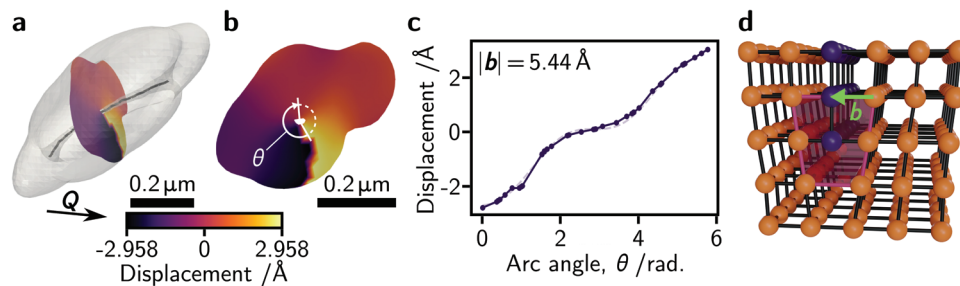 a
b
c
d
θ
0.2 µm
0.2 µm
Q
-2.958
0
2.958
Displacement /Å
|b| = 5.44 Å
Displacement /Å
2
0
-2
0
2
4
6
Arc angle, θ /rad.
b